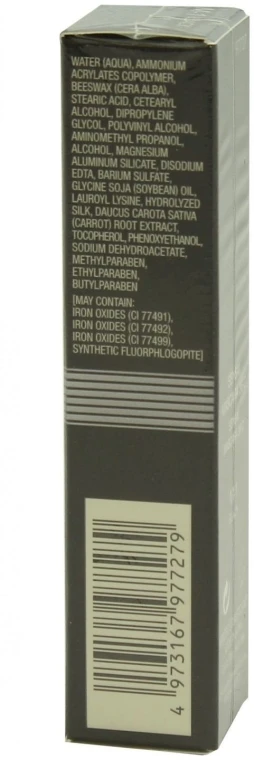 WATER (AQUA), AMMONIUM
ACRYLATES COPOLYMER,
BEESWAX (CERA ALBA),
STEARIC ACID, CETEARYL
ALCOHOL, DIPROPYLENE
GLYCOL, POLYVINYL ALCOHOL,
AMINOMETHYL PROPANOL,
ALCOHOL, MAGNESIUM
ALUMINUM SILICATE, DISODIUM
EDTA, BARIUM SULFATE,
GLYCINE SOJA (SOYBEAN) OIL,
LAUROYL LYSINE, HYDROLYZED
SILK, DAUCUS CAROTA SATIVA
(CARROT) ROOT EXTRACT,
TOCOPHEROL, PHENOXYETHANOL,
SODIUM DEHYDROACETATE,
METHYLPARABEN,
ETHYLPARABEN,
BUTYLPARABEN
[MAY CONTAIN:
IRON OXIDES (CI 77491),
IRON OXIDES (CI 77492),
IRON OXIDES (CI 77499),
SYNTHETIC FLUORPHLOGOPITE]
4 973167 977279